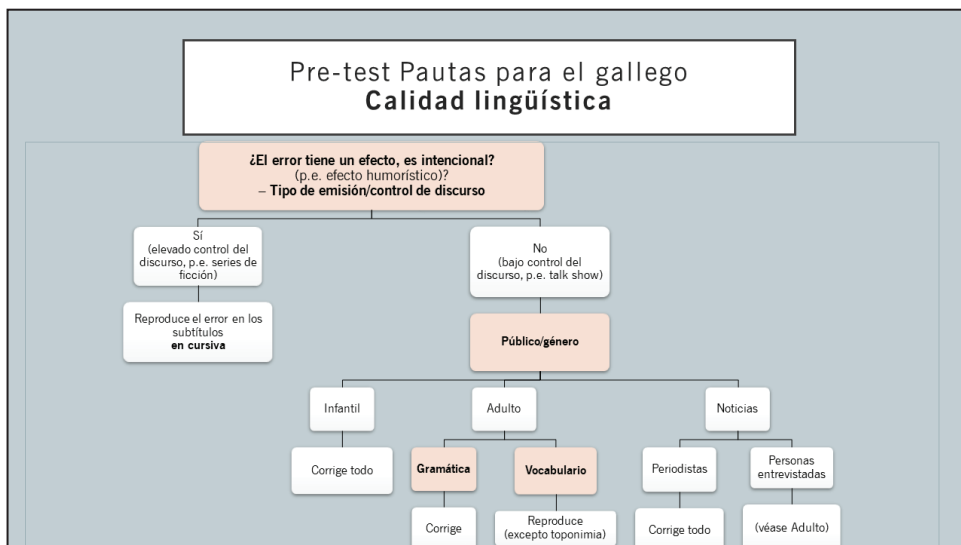 Pre-test Pautas para el gallego
Calidad lingüística
¿El error tiene un efecto, es intencional?
(p.e. efecto humorístico)?
– Tipo de emisión/control de discurso
Sí
(elevado control del
discurso, p.e. series de
ficción)
No
(bajo control del
discurso, p.e. talk show)
Reproduce el error en los
subtítulos
en cursiva
Público/género
Infantil
Adulto
Noticias
Corrige todo
Gramática
Vocabulario
Periodistas
Personas
entrevistadas
Corrige
Reproduce
(excepto toponimia)
Corrige todo
(véase Adulto)